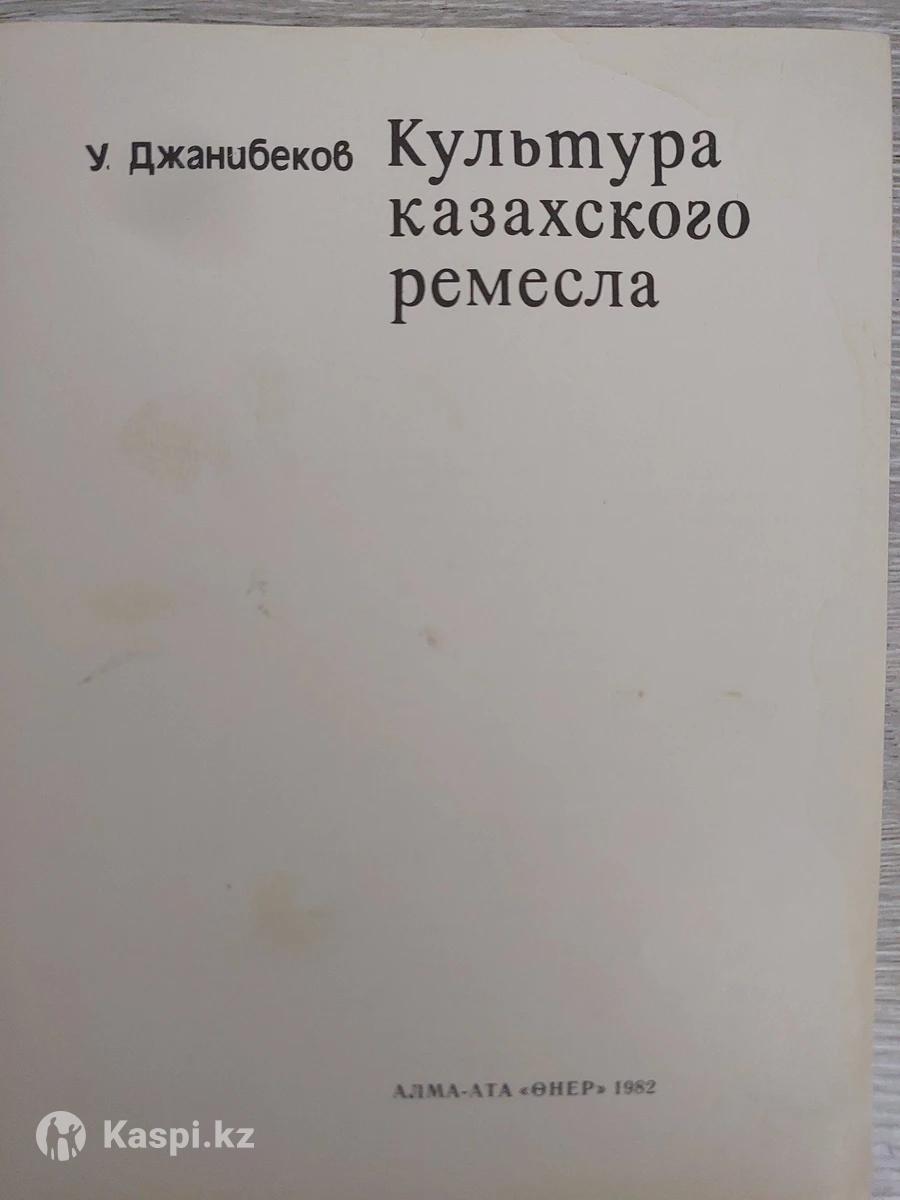 У. Джанибеков
Культура
казахского
ремесла
АЛМА-АТА «ӨНЕР» 1982
Kaspi.kz